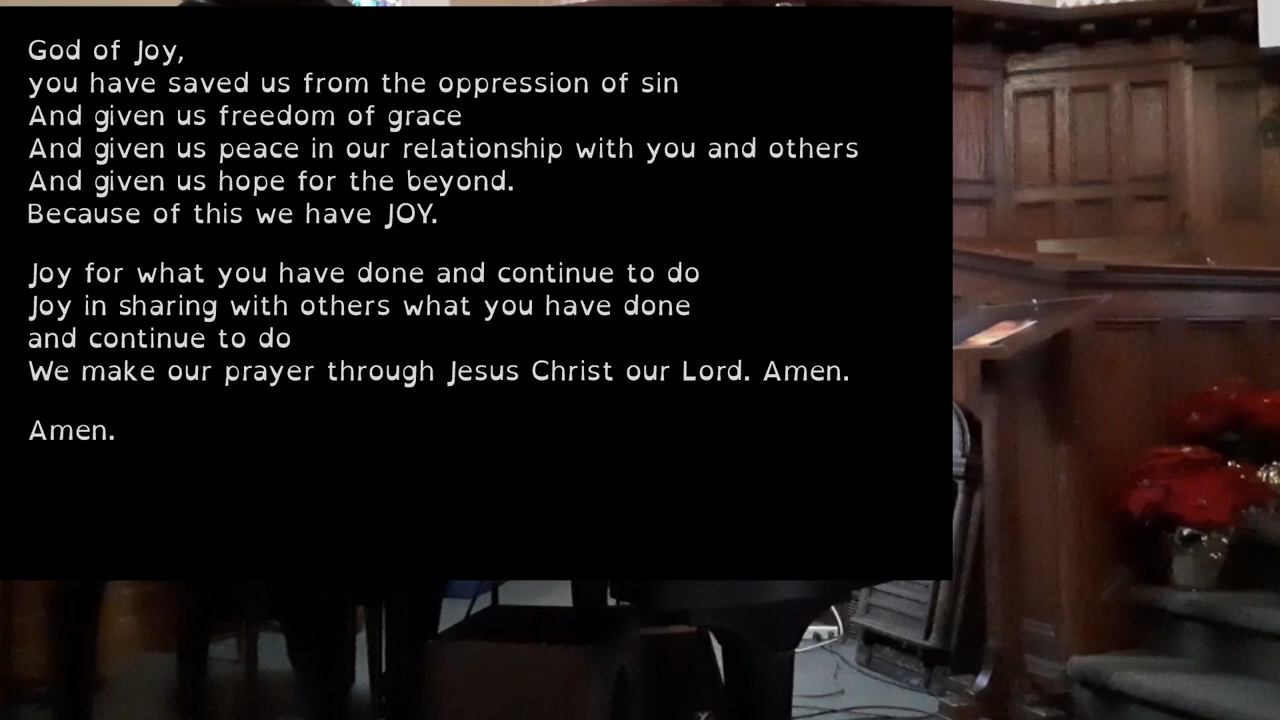 God of Joy,
you have saved us from the oppression of sin
And given us freedom of grace
And given us peace in our relationship with you and others
And given us hope for the beyond.
Because of this we have JOY.
Joy for what you have done and continue to do
Joy in sharing with others what you have done
and continue to do
We make our prayer through Jesus Christ our Lord. Amen.
Amen.